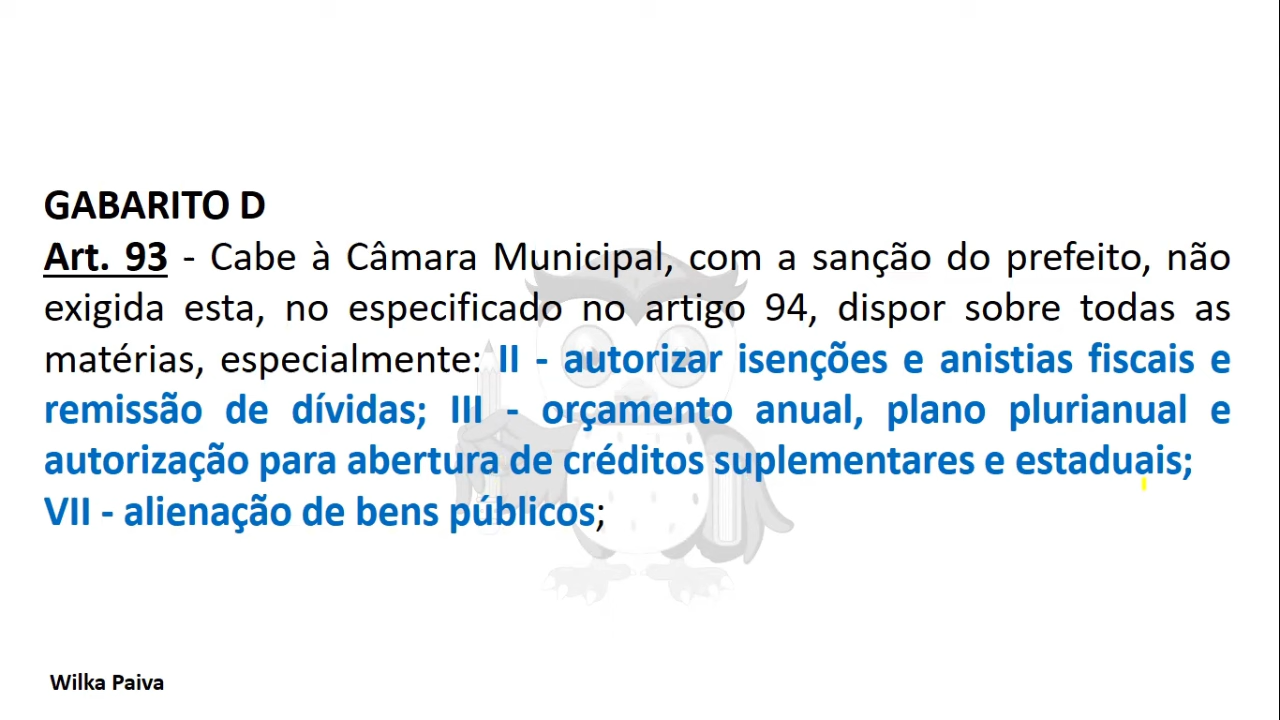 GABARITO D
Art. 93 - Cabe à Câmara Municipal, com a sanção do prefeito, não
exigida esta, no especificado no artigo 94, dispor sobre todas as
matérias, especialmente: II - autorizar isenções e anistias fiscais e
remissão de dívidas; III - orçamento anual, plano plurianual e
autorização para abertura de créditos suplementares e estaduais;
VII - alienação de bens públicos;
Wilka Paiva